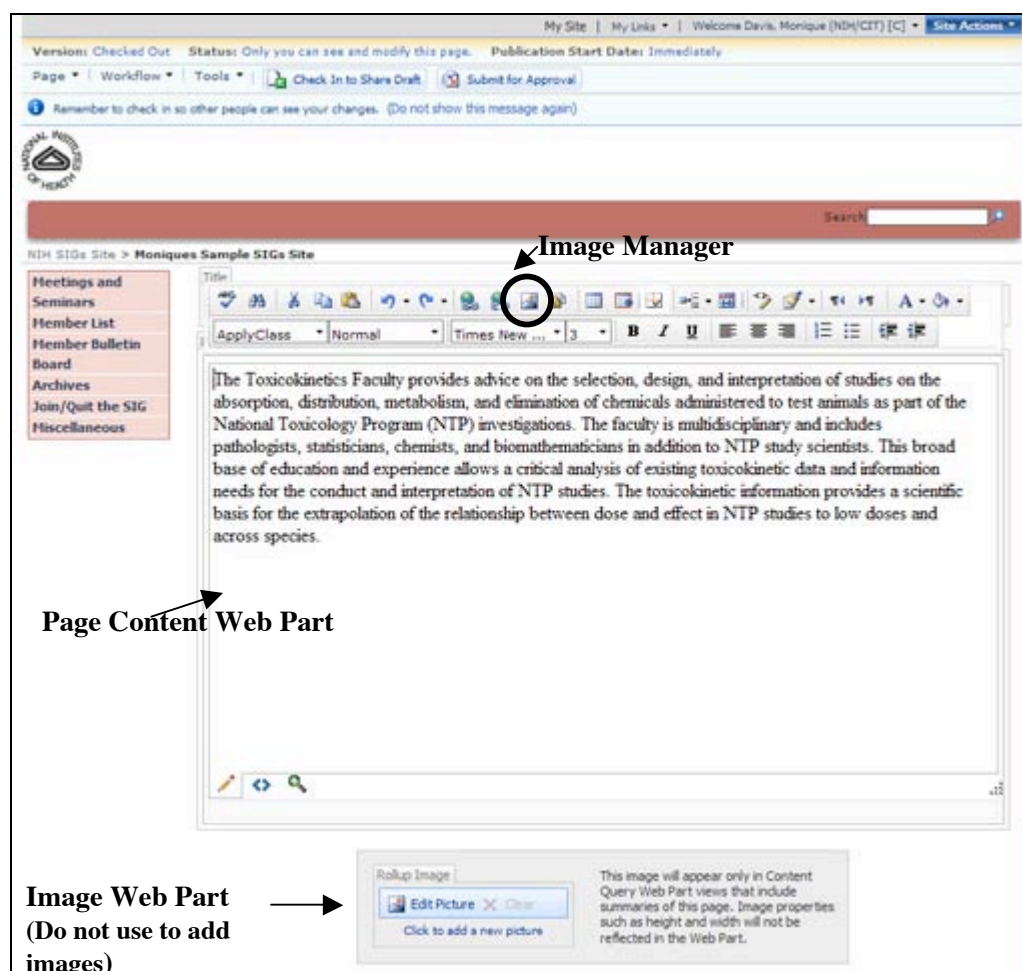 My Site | My Links | Welcome Davis, Monique (NIH/CIT) [C] Site Actions
Version: Checked Out Status: Only you can see and modify this page. Publication Start Date: Immediately
Page Workflow Tools Check In to Share Draft Submit for Approval
Remember to check in so other people can see your changes. (Do not show this message again)
NATIONAL INSTITUTES OF HEALTH
Search
NIH SIGs Site > Moniques Sample SIGs Site
Image Manager
Meetings and
Seminars
Member List
Member Bulletin
Board
Archives
Join/Quit the SIG
Miscellaneous
Title
ApplyClass Normal Times New ... 3 B I U
The Toxicokinetics Faculty provides advice on the selection, design, and interpretation of studies on the
absorption, distribution, metabolism, and elimination of chemicals administered to test animals as part of the
National Toxicology Program (NTP) investigations. The faculty is multidisciplinary and includes
pathologists, statisticians, chemists, and biomathematicians in addition to NTP study scientists. This broad
base of education and experience allows a critical analysis of existing toxicokinetic data and information
needs for the conduct and interpretation of NTP studies. The toxicokinetic information provides a scientific
basis for the extrapolation of the relationship between dose and effect in NTP studies to low doses and
across species.
Page Content Web Part
Rollup Image
Edit Picture Clear
Click to add a new picture
This image will appear only in Content
Query Web Part views that include
summaries of this page. Image properties
such as height and width will not be
reflected in the Web Part.
Image Web Part
(Do not use to add
images)